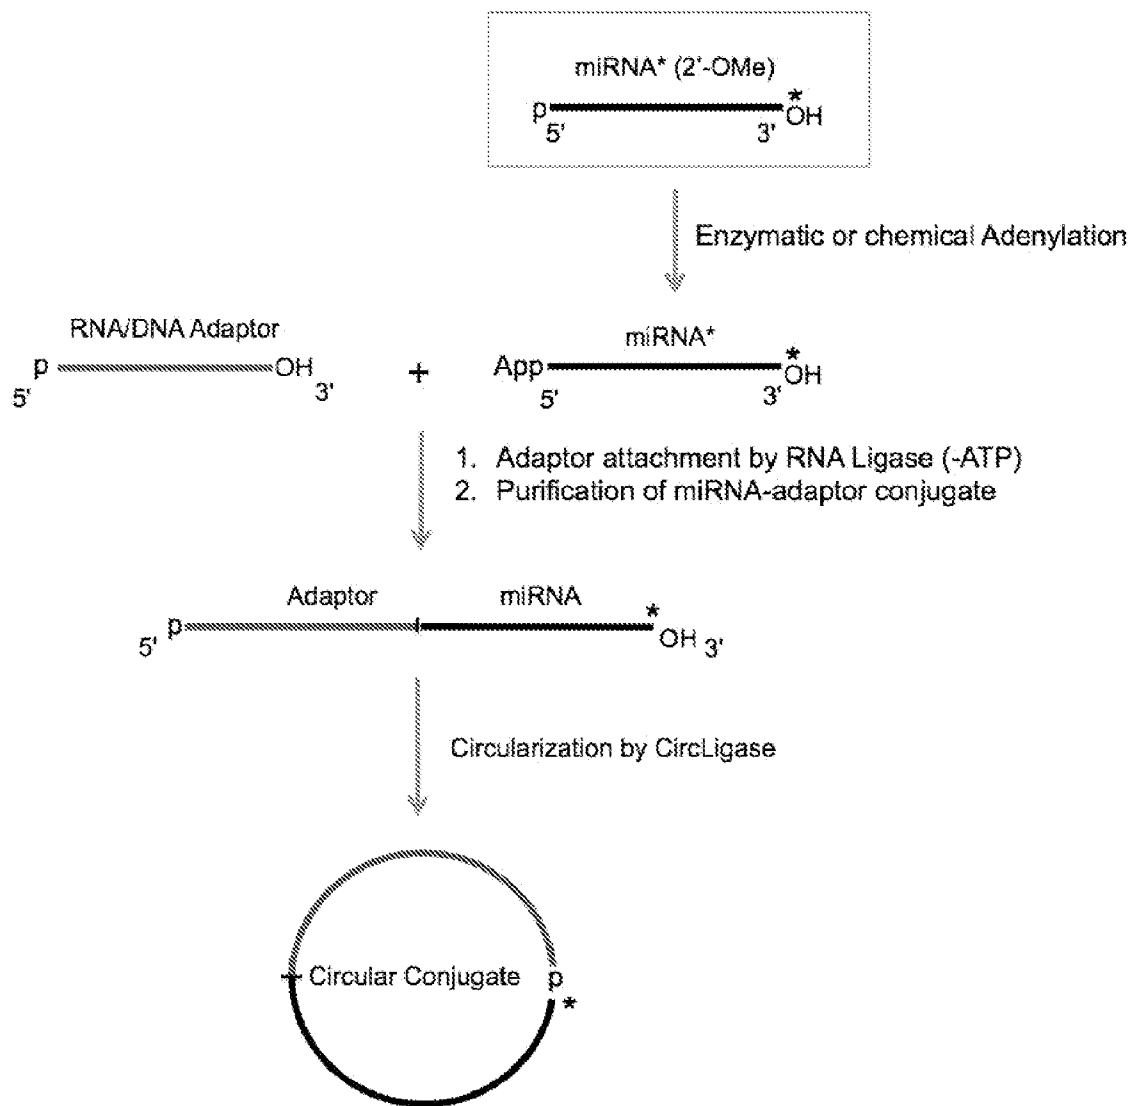 miRNA* (2'-OMe)
p 5' 3' * OH
Enzymatic or chemical Adenylation
RNA/DNA Adaptor
p 5' OH 3'
+
miRNA*
App 5' 3' * OH
1. Adaptor attachment by RNA Ligase (-ATP)
2. Purification of miRNA-adaptor conjugate
Adaptor miRNA
5' p * OH 3'
Circularization by CircLigase
Circular Conjugate p
*